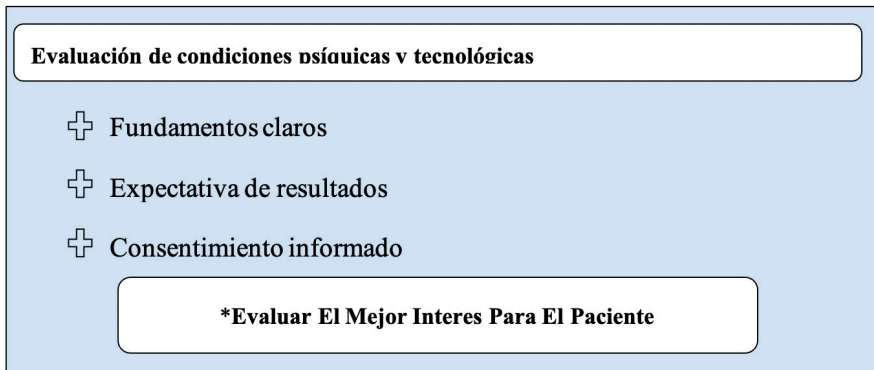 Evaluación de condiciones psíquicas y tecnológicas
Fundamentos claros
Expectativa de resultados
Consentimiento informado
*Evaluar El Mejor Interes Para El Paciente